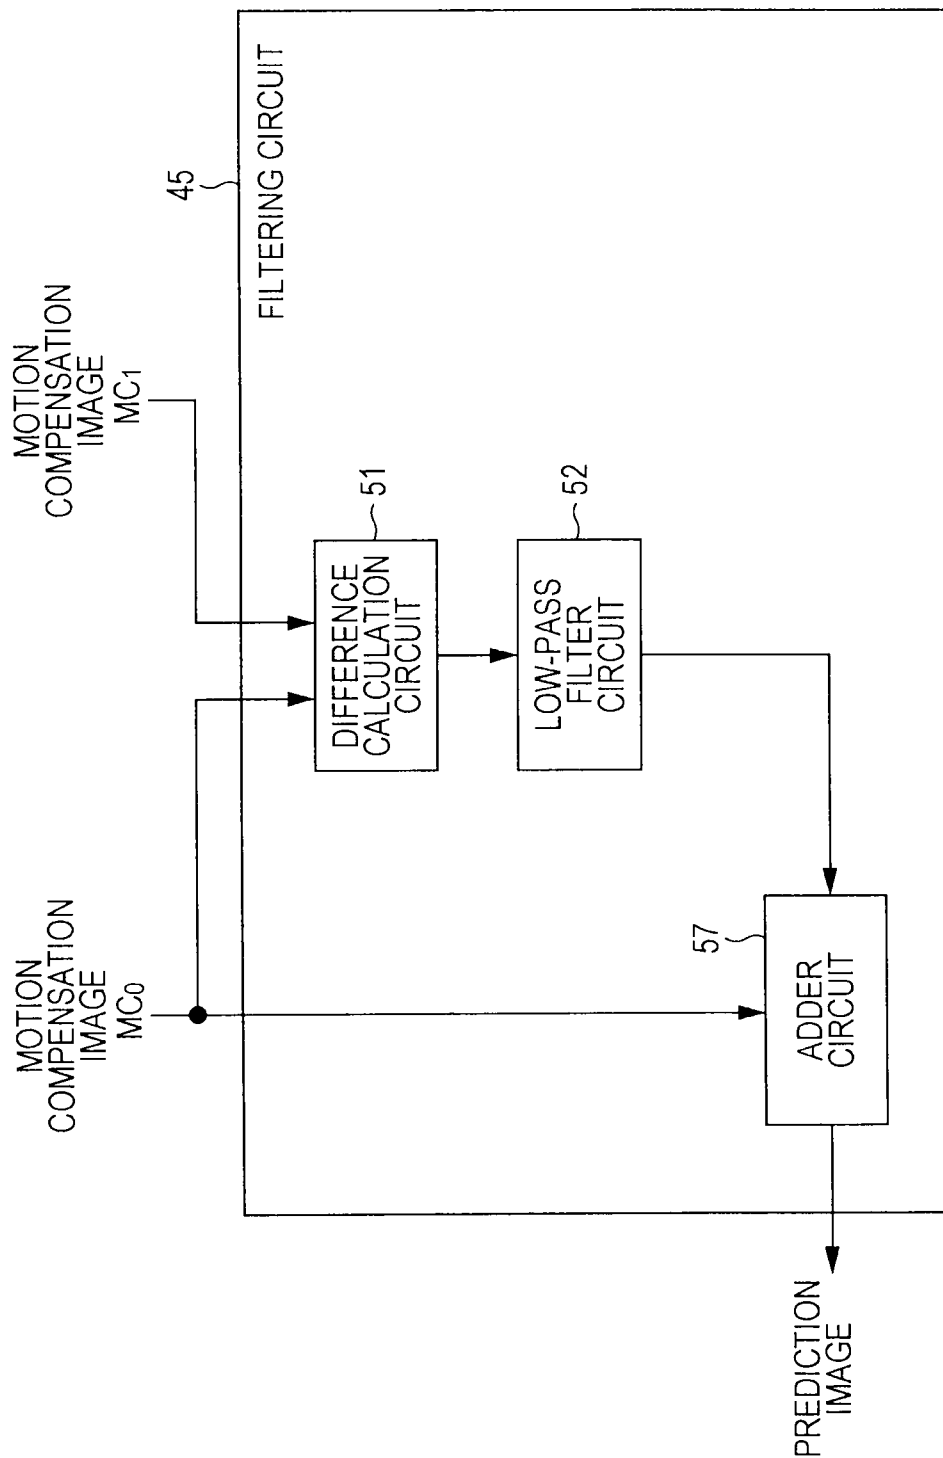 MOTION
COMPENSATION
IMAGE
MC0
MOTION
COMPENSATION
IMAGE
MC1
45
FILTERING CIRCUIT
DIFFERENCE
CALCULATION
CIRCUIT
51
LOW-PASS
FILTER
CIRCUIT
52
57
ADDER
CIRCUIT
PREDICTION
IMAGE